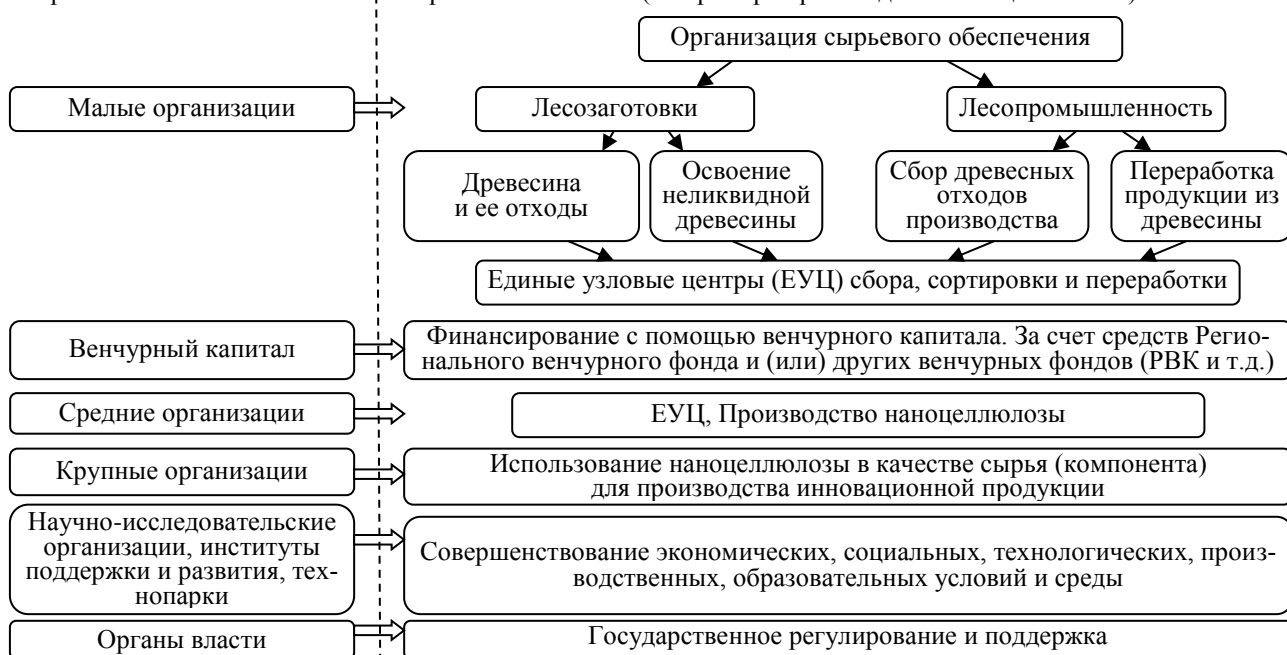 Организация сырьевого обеспечения
Малые организации
Лесозаготовки
Лесопромышленность
Древесина
и ее отходы
Освоение
неликвидной
древесины
Сбор древесных
отходов
производства
Переработка
продукции из
древесины
Единые узловые центры (ЕУЦ) сбора, сортировки и переработки
Венчурный капитал
Финансирование с помощью венчурного капитала. За счет средств Регио-
нального венчурного фонда и (или) других венчурных фондов (РВК и т.д.)
Средние организации
ЕУЦ, Производство наноцеллюлозы
Крупные организации
Использование наноцеллюлозы в качестве сырья (компонента)
для производства инновационной продукции
Научно-исследовательские
организации, институты
поддержки и развития, тех-
нопарки
Совершенствование экономических, социальных, технологических, произ-
водственных, образовательных условий и среды
Органы власти
Государственное регулирование и поддержка